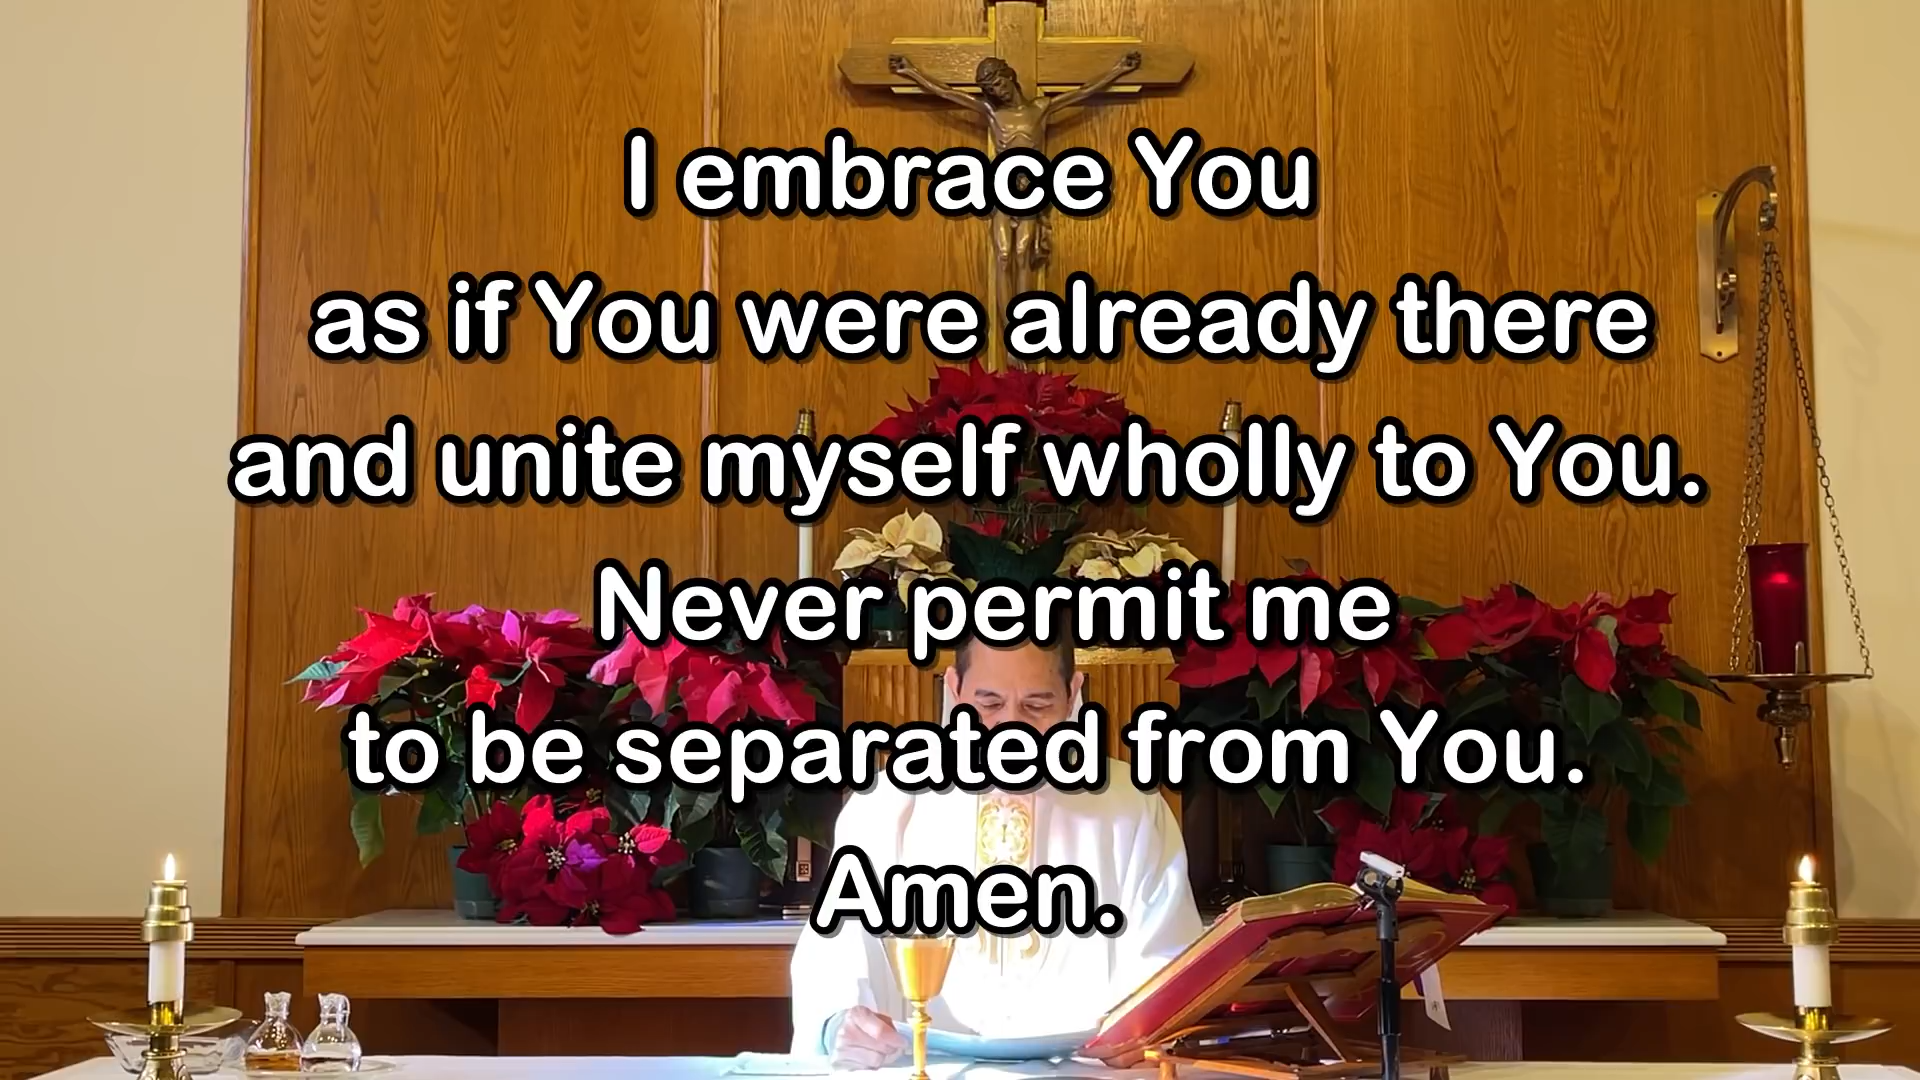 I embrace You
as if You were already there
and unite myself wholly to You.
Never permit me
to be separated from You.
Amen.